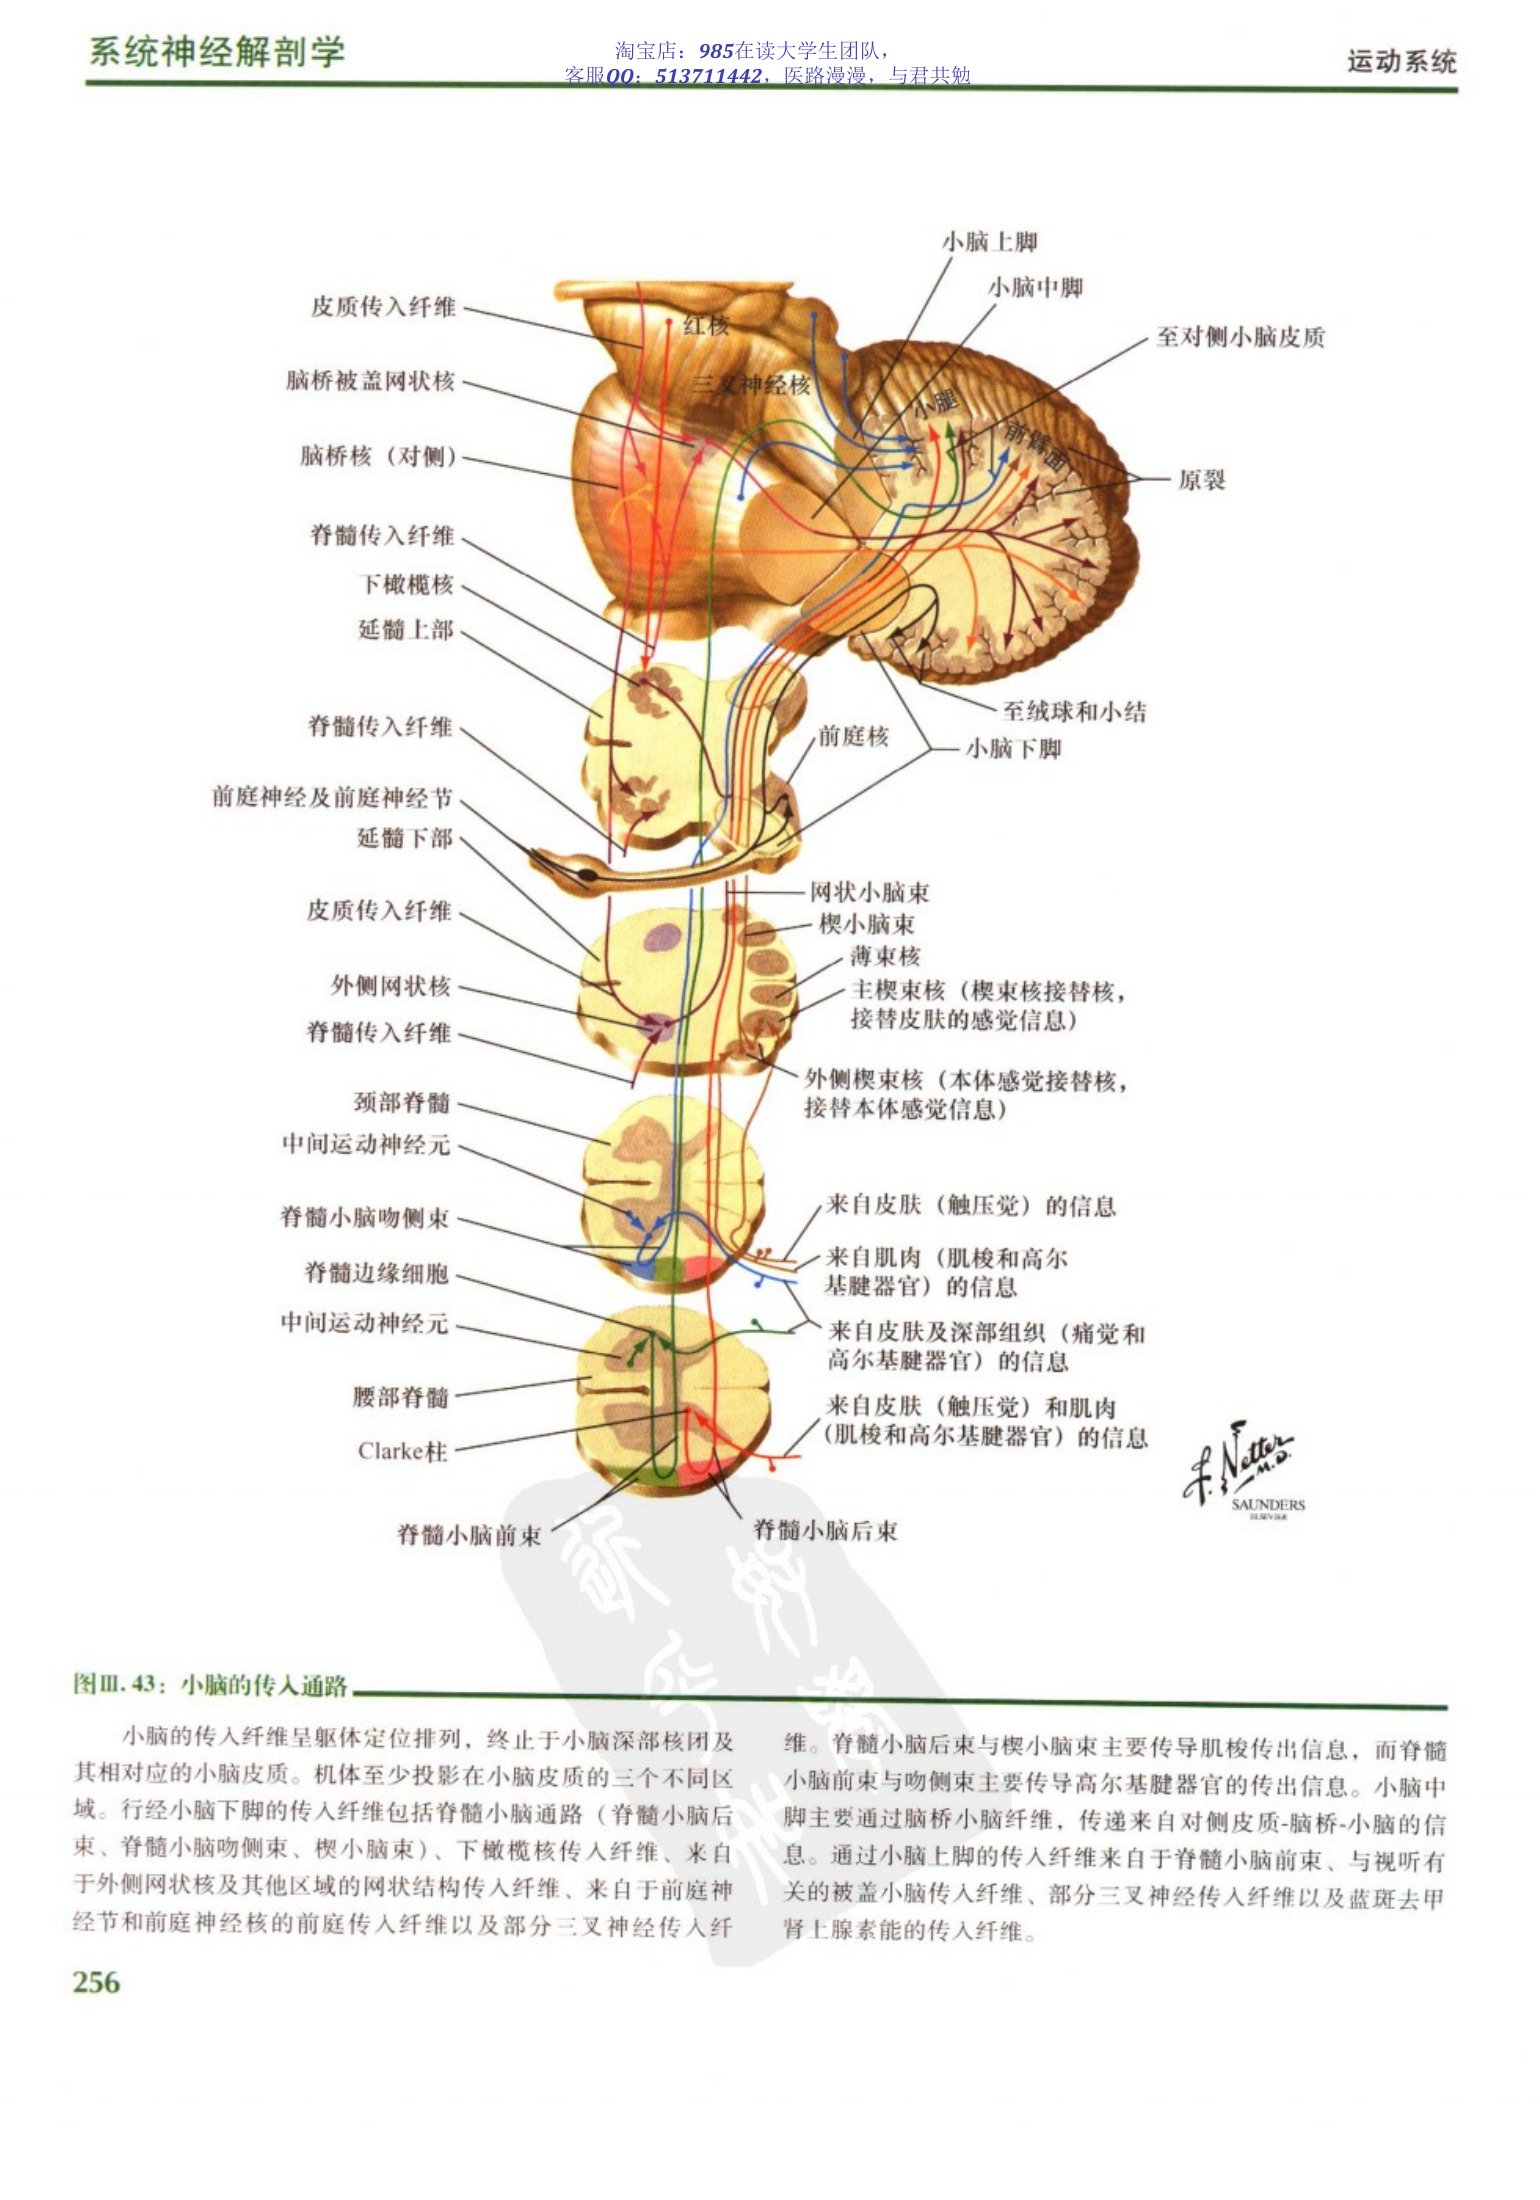 系统神经解剖学
淘宝店：985在读大学生团队，
客服QQ：513711442，医路漫漫，与君共勉
运动系统
小脑上脚
小脑中脚
至对侧小脑皮质
皮质传入纤维
红核
脑桥被盖网状核
三叉神经核
小腿
前臂
面
脑桥核（对侧）
原裂
脊髓传入纤维
下橄榄核
延髓上部
至绒球和小结
脊髓传入纤维
前庭核
小脑下脚
前庭神经及前庭神经节
延髓下部
网状小脑束
皮质传入纤维
楔小脑束
薄束核
外侧网状核
主楔束核（楔束核接替核，
接替皮肤的感觉信息）
脊髓传入纤维
外侧楔束核（本体感觉接替核，
接替本体感觉信息）
颈部脊髓
中间运动神经元
来自皮肤（触压觉）的信息
脊髓小脑吻侧束
来自肌肉（肌梭和高尔
基腱器官）的信息
脊髓边缘细胞
中间运动神经元
来自皮肤及深部组织（痛觉和
高尔基腱器官）的信息
腰部脊髓
来自皮肤（触压觉）和肌肉
（肌梭和高尔基腱器官）的信息
Clarke柱
F. Netter
M.D.
SAUNDERS
ELSEVIER
脊髓小脑前束
脊髓小脑后束
图Ⅲ.43：小脑的传入通路
小脑的传入纤维呈躯体定位排列，终止于小脑深部核团及
其相对应的小脑皮质。机体至少投影在小脑皮质的三个不同区
域。行经小脑下脚的传入纤维包括脊髓小脑通路（脊髓小脑后
束、脊髓小脑吻侧束、楔小脑束）、下橄榄核传入纤维、来自
于外侧网状核及其他区域的网状结构传入纤维、来自于前庭神
经节和前庭神经核的前庭传入纤维以及部分三叉神经传入纤
维。脊髓小脑后束与楔小脑束主要传导肌梭传出信息，而脊髓
小脑前束与吻侧束主要传导高尔基腱器官的传出信息。小脑中
脚主要通过脑桥小脑纤维，传递来自对侧皮质-脑桥-小脑的信
息。通过小脑上脚的传入纤维来自于脊髓小脑前束、与视听有
关的被盖小脑传入纤维、部分三叉神经传入纤维以及蓝斑去甲
肾上腺素能的传入纤维。
256